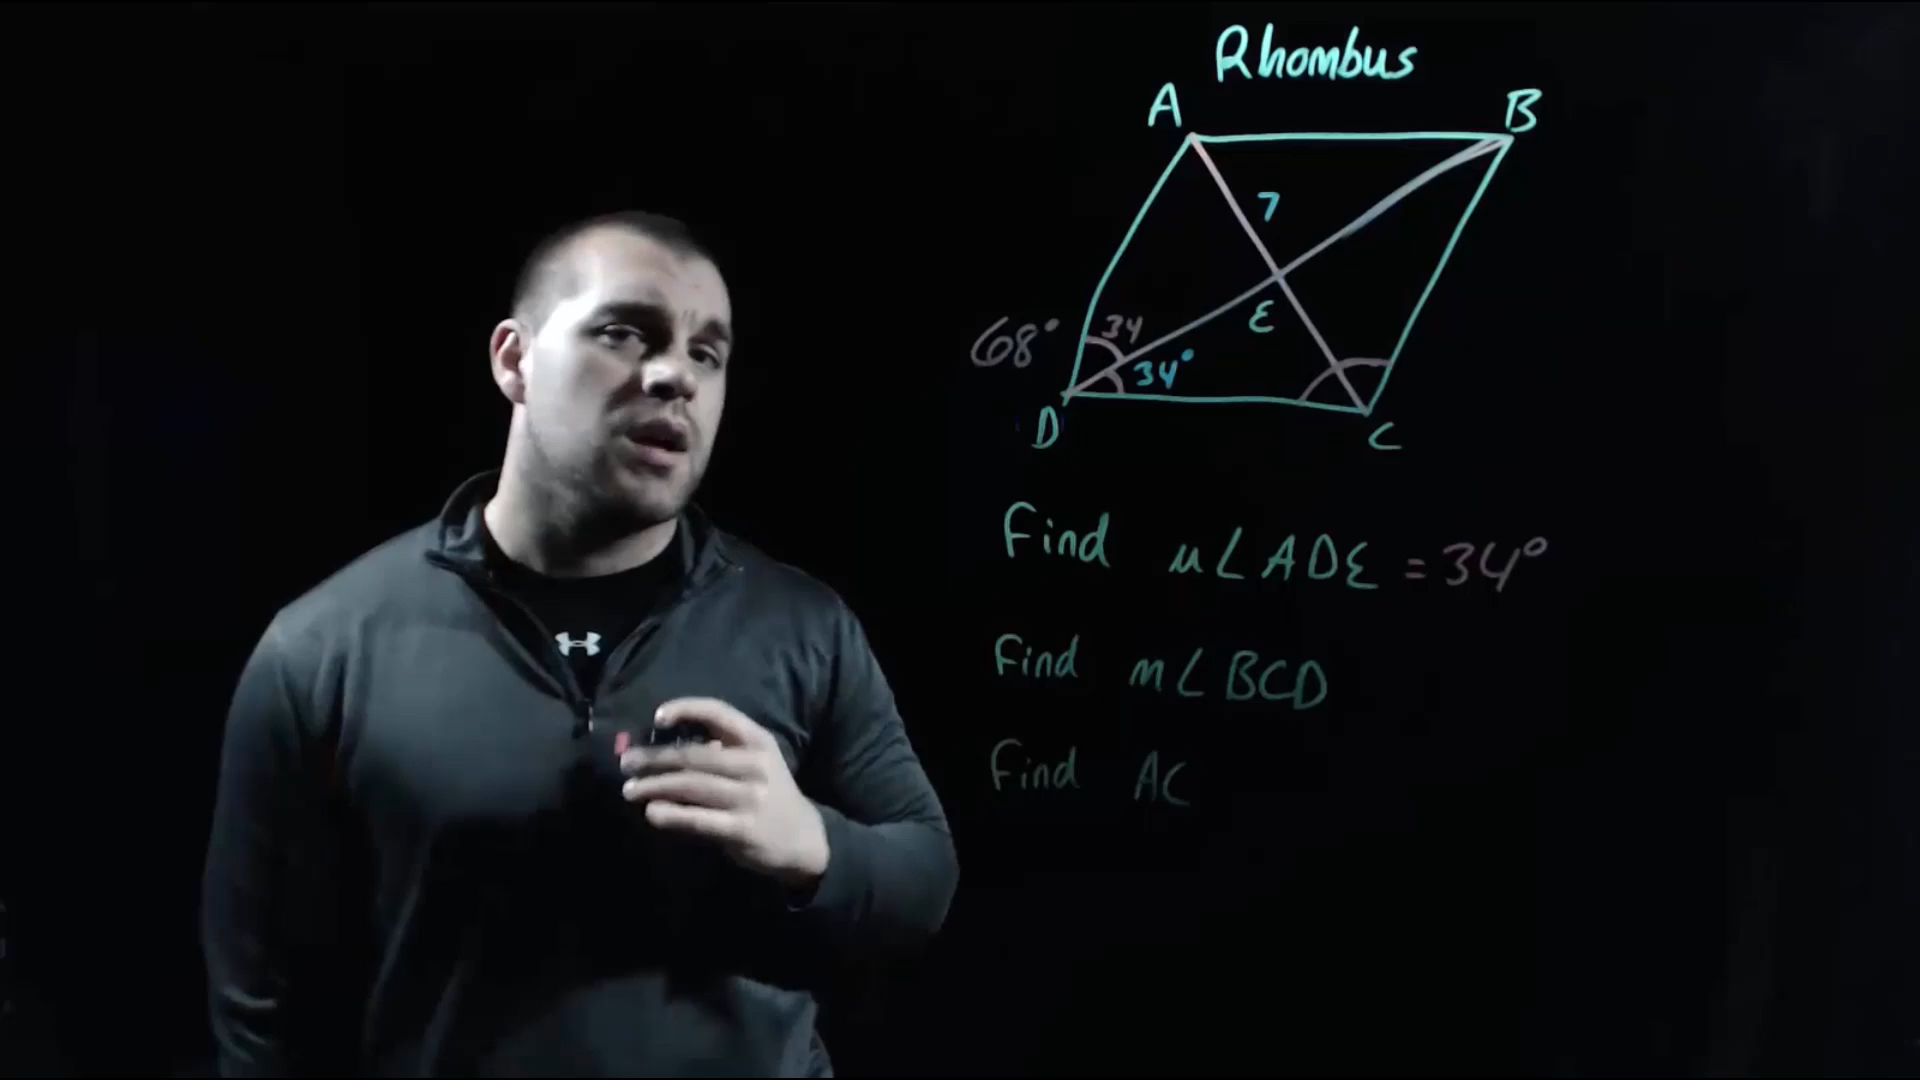 Rhombus
A B
7
68° 34 E
34°
D C
Find m∠ADE = 34°
Find m∠BCD
Find AC